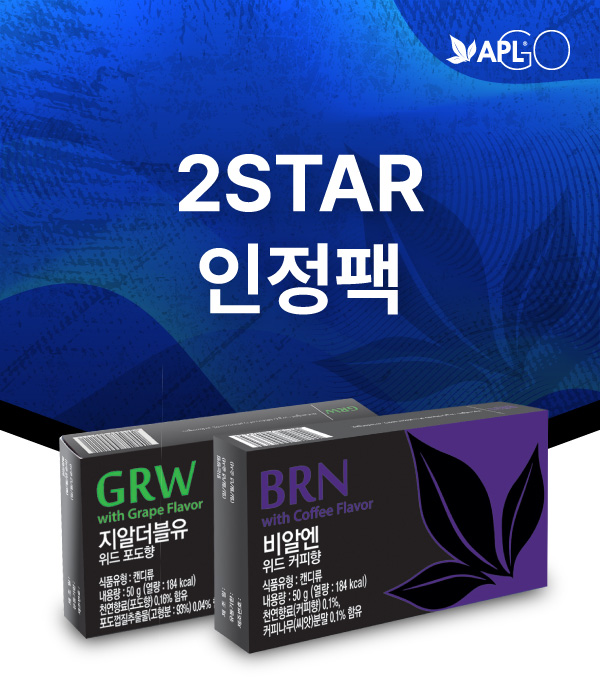 APL GO
2STAR
인정팩
GRW
GRW
with Grape Flavor
지알더블유
위드 포도향
식품유형 : 캔디류
내용량 : 50 g (열량 : 184 kcal)
천연향료(포도향) 0.16% 함유
포도껍질추출물(고형분 : 93%) 0.04%
BRN
with Coffee Flavor
비알엔
위드 커피향
식품유형 : 캔디류
내용량 : 50 g (열량 : 184 kcal)
천연향료(커피향) 0.1%,
커피나무(씨앗)분말 0.1% 함유